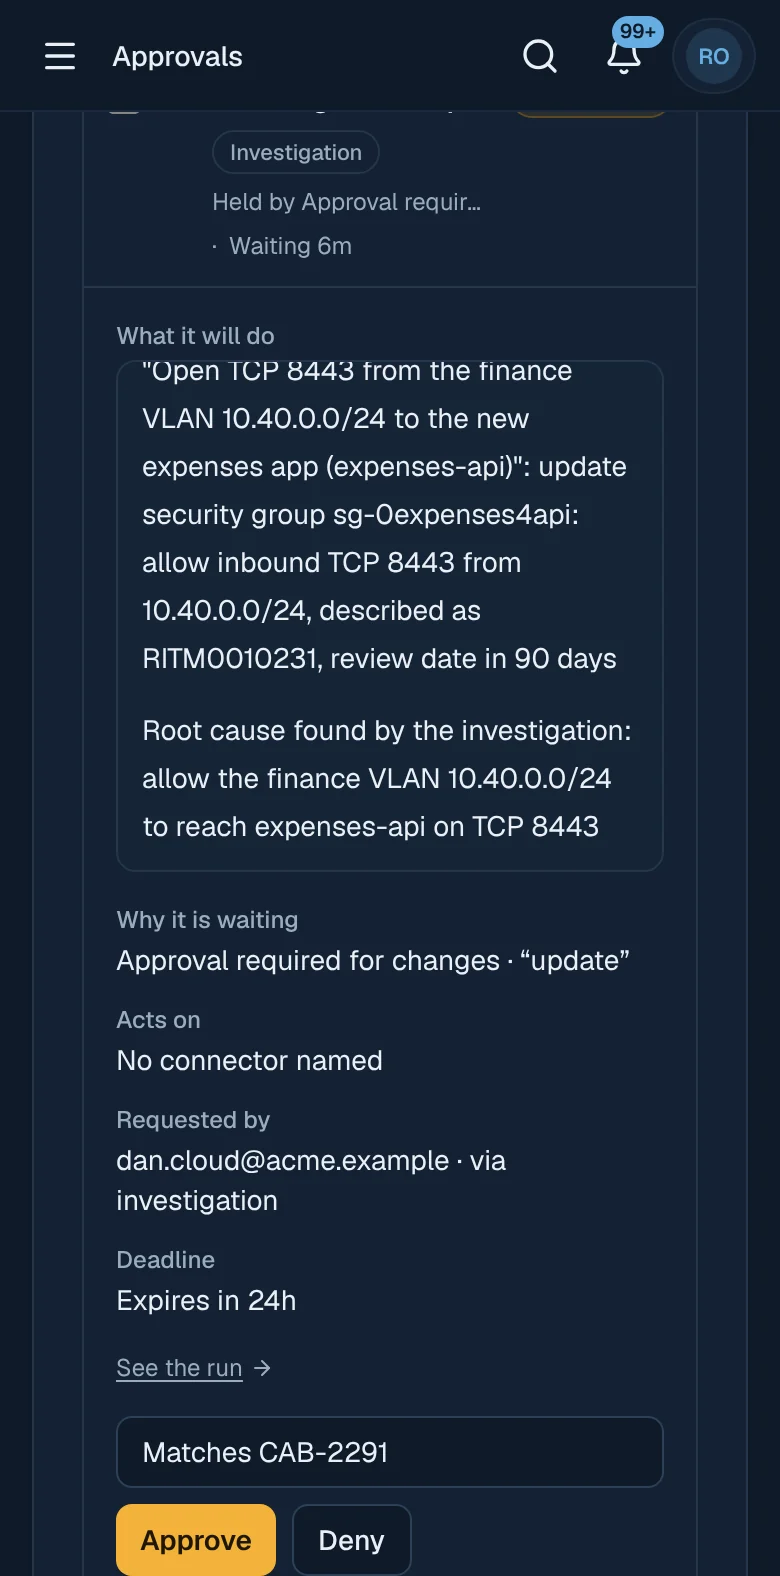 Approvals
99+
RO
Investigation
Held by Approval requir…
· Waiting 6m
What it will do
"Open TCP 8443 from the finance
VLAN 10.40.0.0/24 to the new
expenses app (expenses-api)": update
security group sg-0expenses4api:
allow inbound TCP 8443 from
10.40.0.0/24, described as
RITM0010231, review date in 90 days
Root cause found by the investigation:
allow the finance VLAN 10.40.0.0/24
to reach expenses-api on TCP 8443
Why it is waiting
Approval required for changes · “update”
Acts on
No connector named
Requested by
dan.cloud@acme.example · via
investigation
Deadline
Expires in 24h
See the run →
Matches CAB-2291
Approve
Deny